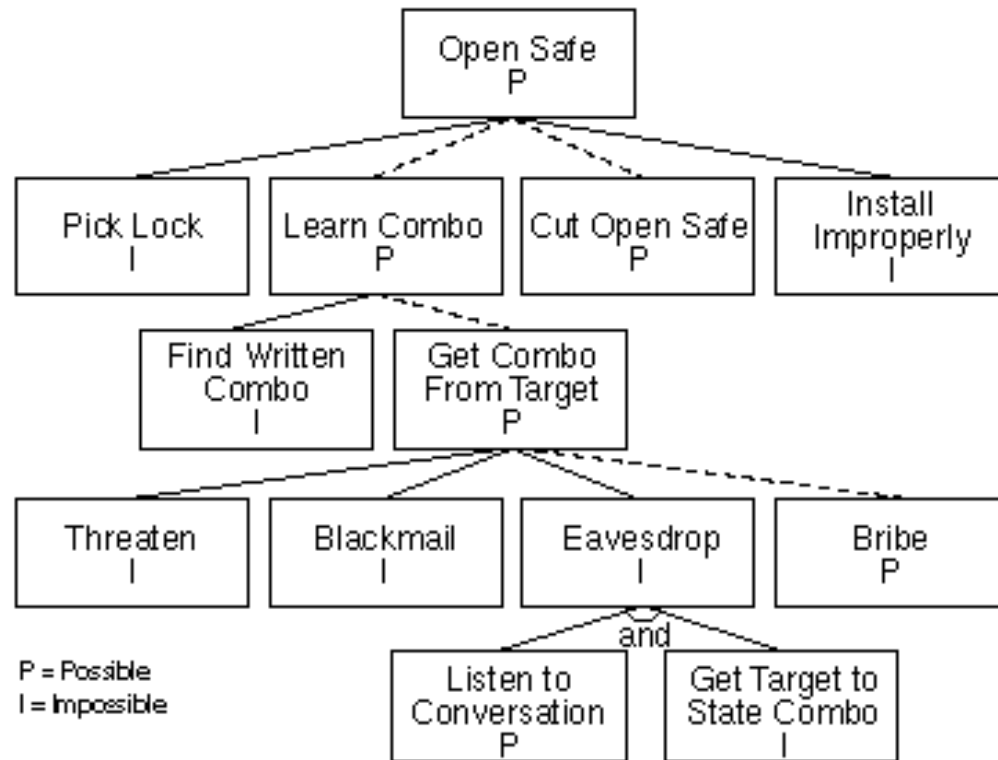 Open Safe
P
Pick Lock
I
Learn Combo
P
Cut Open Safe
P
Install
Improperly
I
Find Written
Combo
I
Get Combo
From Target
P
Threaten
I
Blackmail
I
Eavesdrop
I
Bribe
P
and
P = Possible
I = Impossible
Listen to
Conversation
P
Get Target to
State Combo
I